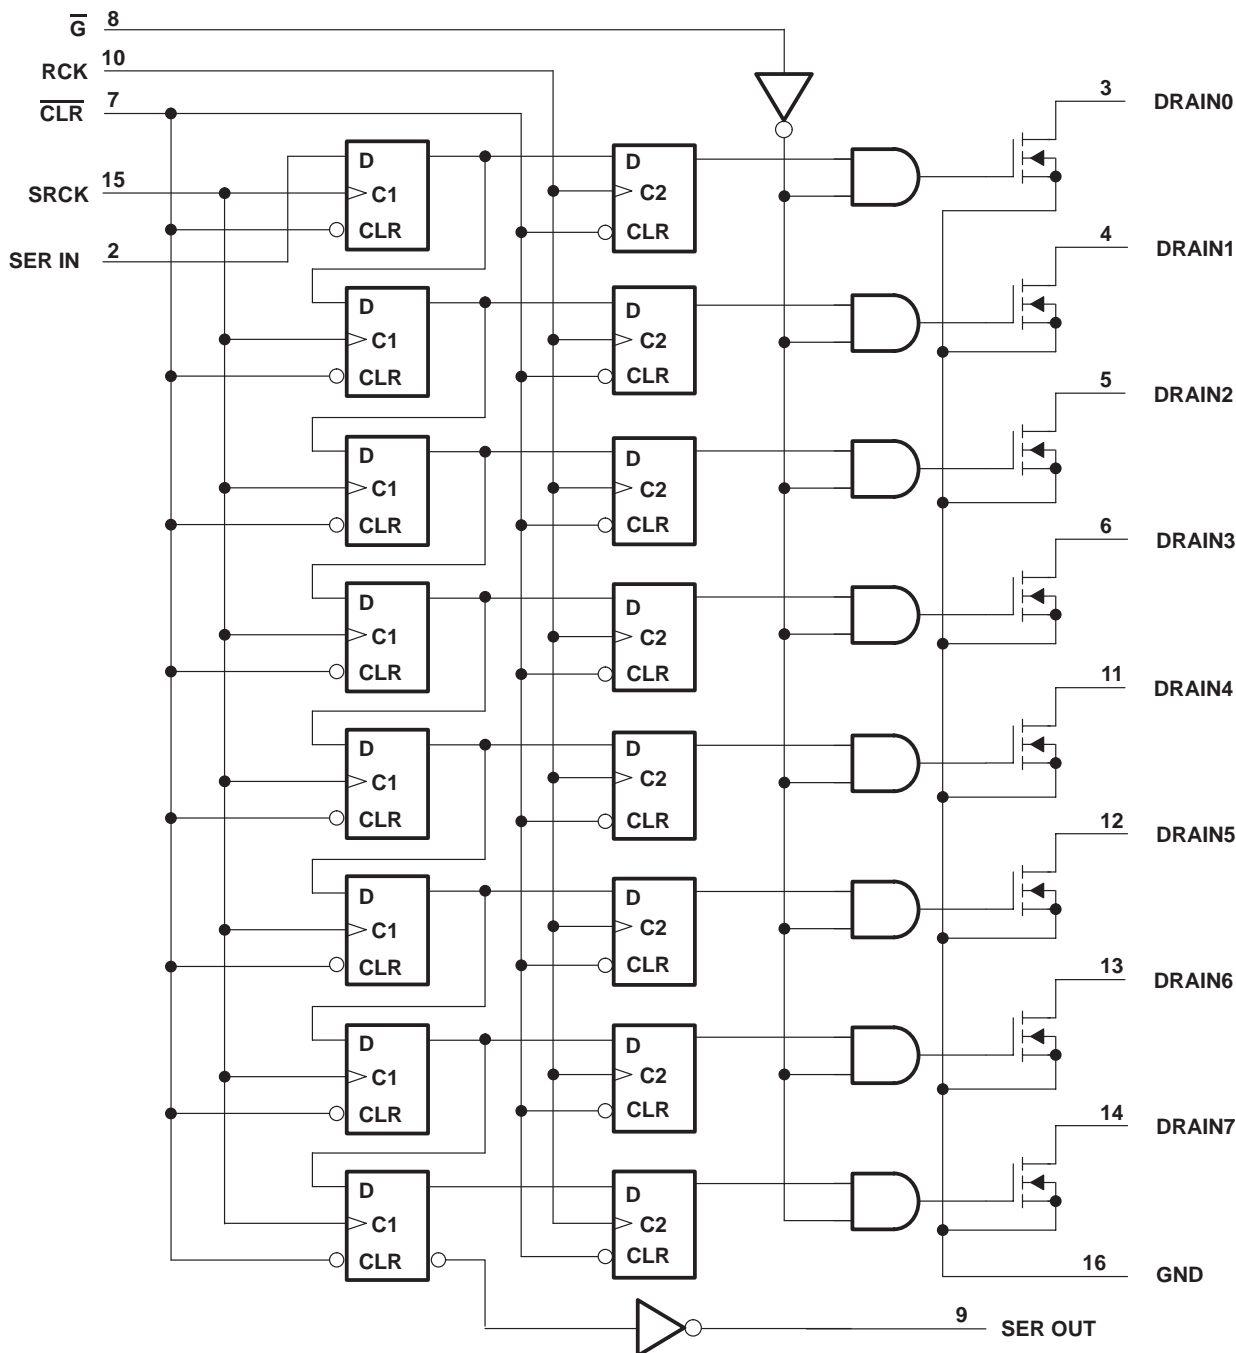 G 8
RCK 10
CLR 7
3 DRAIN0
D D
C1 C2
SRCK 15
CLR CLR
SER IN 2
4 DRAIN1
D D
C1 C2
CLR CLR
5 DRAIN2
D D
C1 C2
CLR CLR
6 DRAIN3
D D
C1 C2
CLR CLR
11 DRAIN4
D D
C1 C2
CLR CLR
12 DRAIN5
D D
C1 C2
CLR CLR
13 DRAIN6
D D
C1 C2
CLR CLR
14 DRAIN7
D D
C1 C2
CLR CLR
16 GND
9 SER OUT